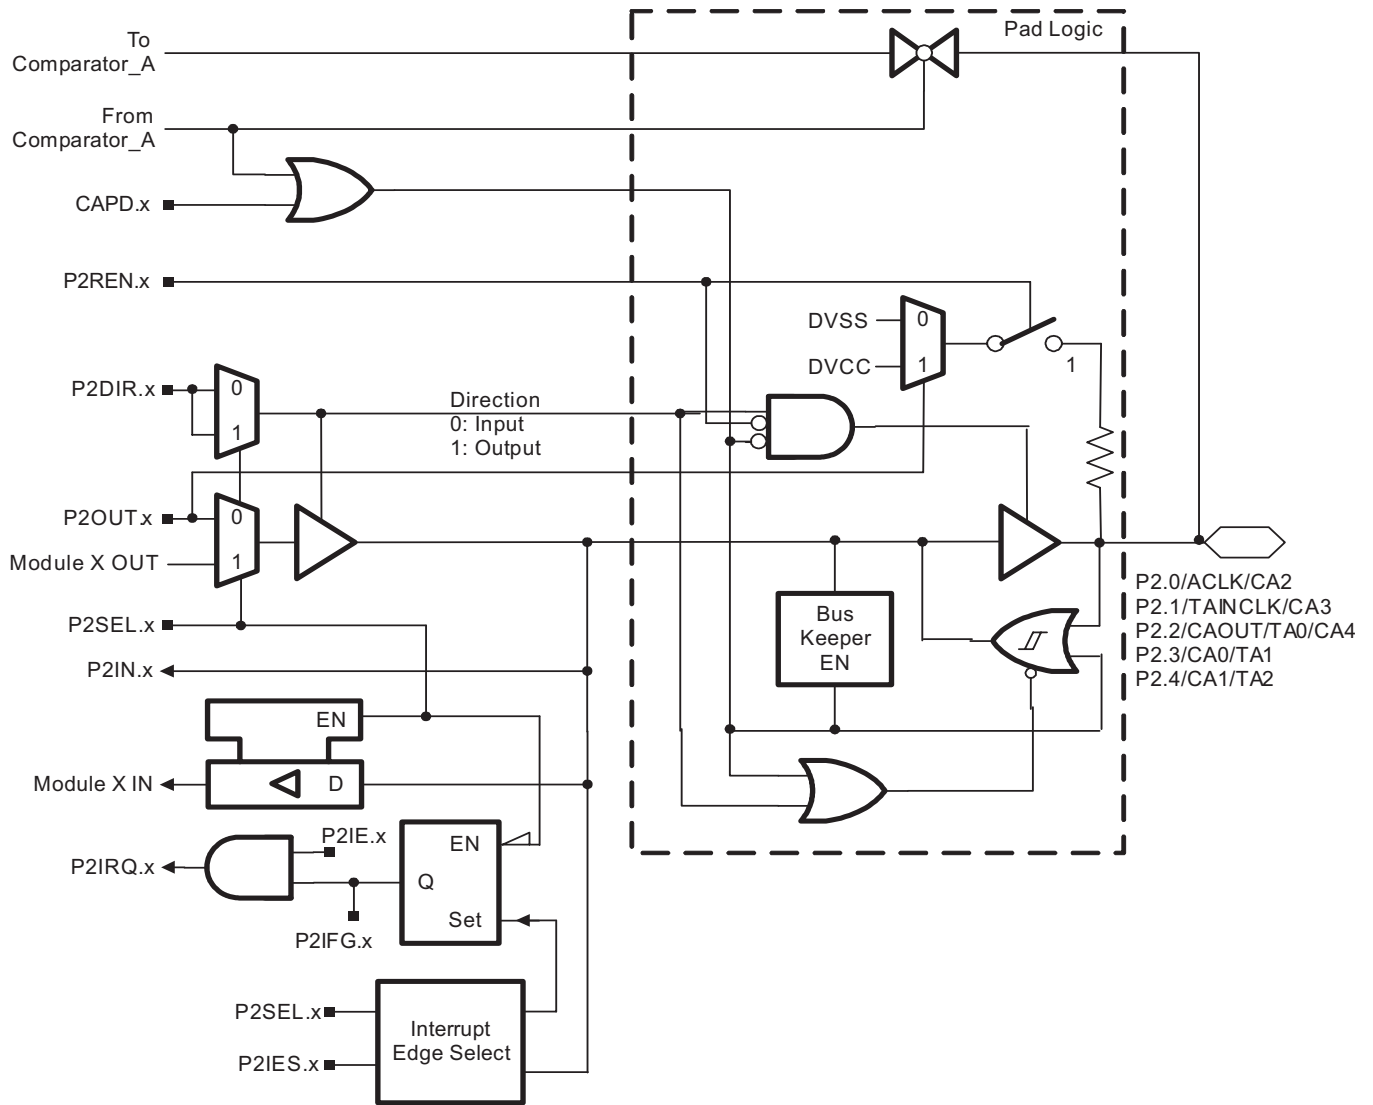 Pad Logic
To
Comparator_A
From
Comparator_A
CAPD.x
P2REN.x
DVSS
0
DVCC
1
1
P2DIR.x
0
1
Direction
0: Input
1: Output
P2OUT.x
0
Module X OUT
1
P2SEL.x
P2IN.x
Bus
Keeper
EN
P2.0/ACLK/CA2
P2.1/TAINCLK/CA3
P2.2/CAOUT/TA0/CA4
P2.3/CA0/TA1
P2.4/CA1/TA2
EN
Module X IN
D
P2IE.x
EN
P2IRQ.x
Q
Set
P2IFG.x
P2SEL.x
Interrupt
Edge Select
P2IES.x